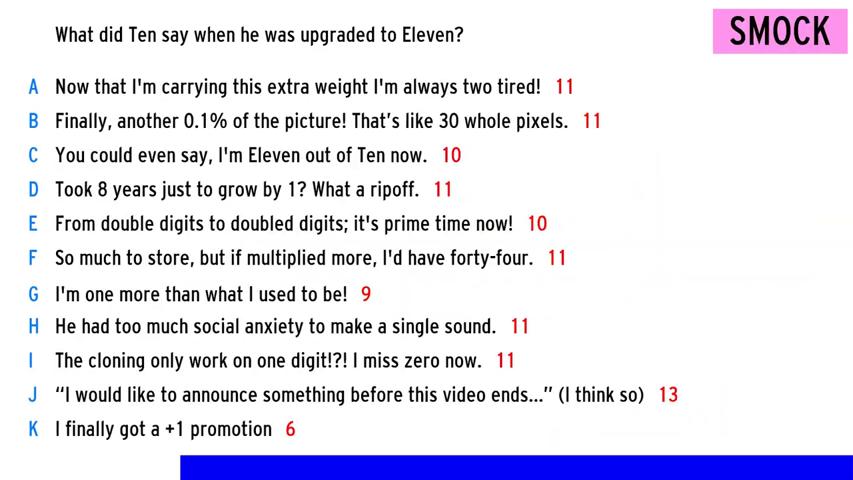 What did Ten say when he was upgraded to Eleven?
SMOCK
A Now that I'm carrying this extra weight I'm always two tired! 11
B Finally, another 0.1% of the picture! That's like 30 whole pixels. 11
C You could even say, I'm Eleven out of Ten now. 10
D Took 8 years just to grow by 1? What a ripoff. 11
E From double digits to doubled digits; it's prime time now! 10
F So much to store, but if multiplied more, I'd have forty-four. 11
G I'm one more than what I used to be! 9
H He had too much social anxiety to make a single sound. 11
I The cloning only work on one digit!?! I miss zero now. 11
J “I would like to announce something before this video ends...” (I think so) 13
K I finally got a +1 promotion 6